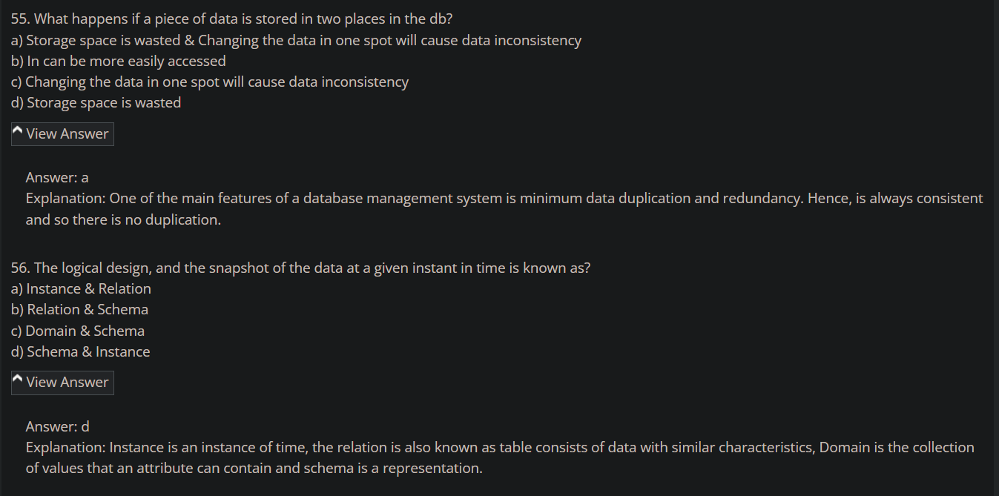 55. What happens if a piece of data is stored in two places in the db?
a) Storage space is wasted & Changing the data in one spot will cause data inconsistency
b) In can be more easily accessed
c) Changing the data in one spot will cause data inconsistency
d) Storage space is wasted
View Answer
Answer: a
Explanation: One of the main features of a database management system is minimum data duplication and redundancy. Hence, is always consistent
and so there is no duplication.
56. The logical design, and the snapshot of the data at a given instant in time is known as?
a) Instance & Relation
b) Relation & Schema
c) Domain & Schema
d) Schema & Instance
View Answer
Answer: d
Explanation: Instance is an instance of time, the relation is also known as table consists of data with similar characteristics, Domain is the collection
of values that an attribute can contain and schema is a representation.